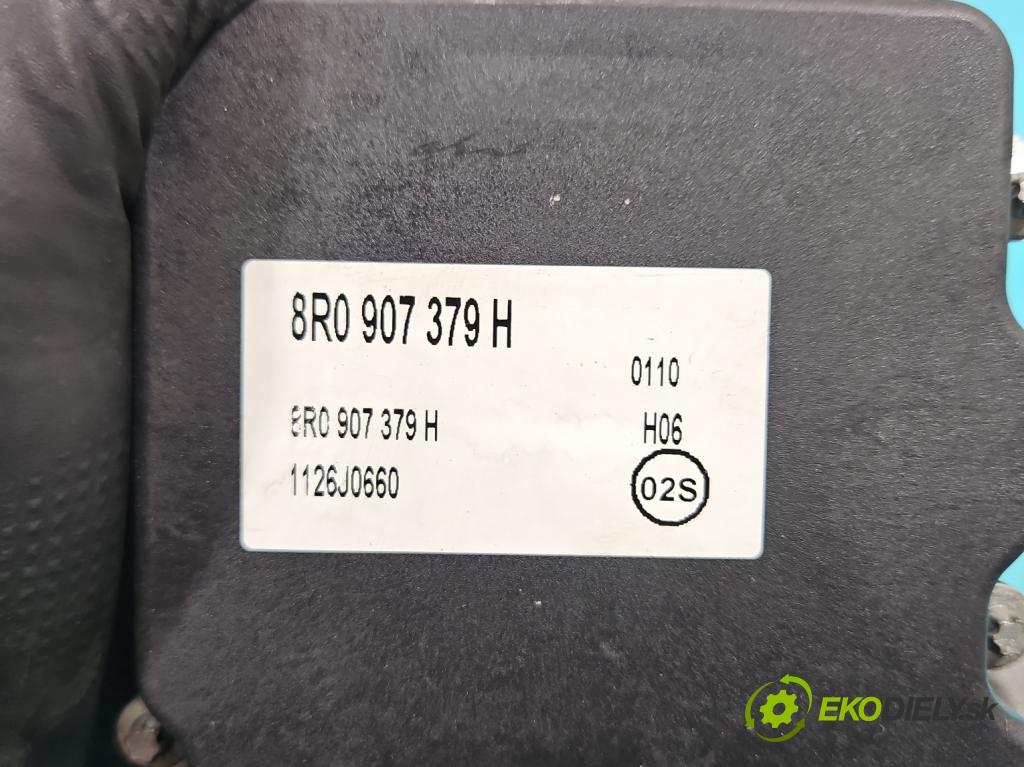 8R0 907 379 H
0110
8R0 907 379 H
H06
1126J0660
02S
EKODIELY.sk